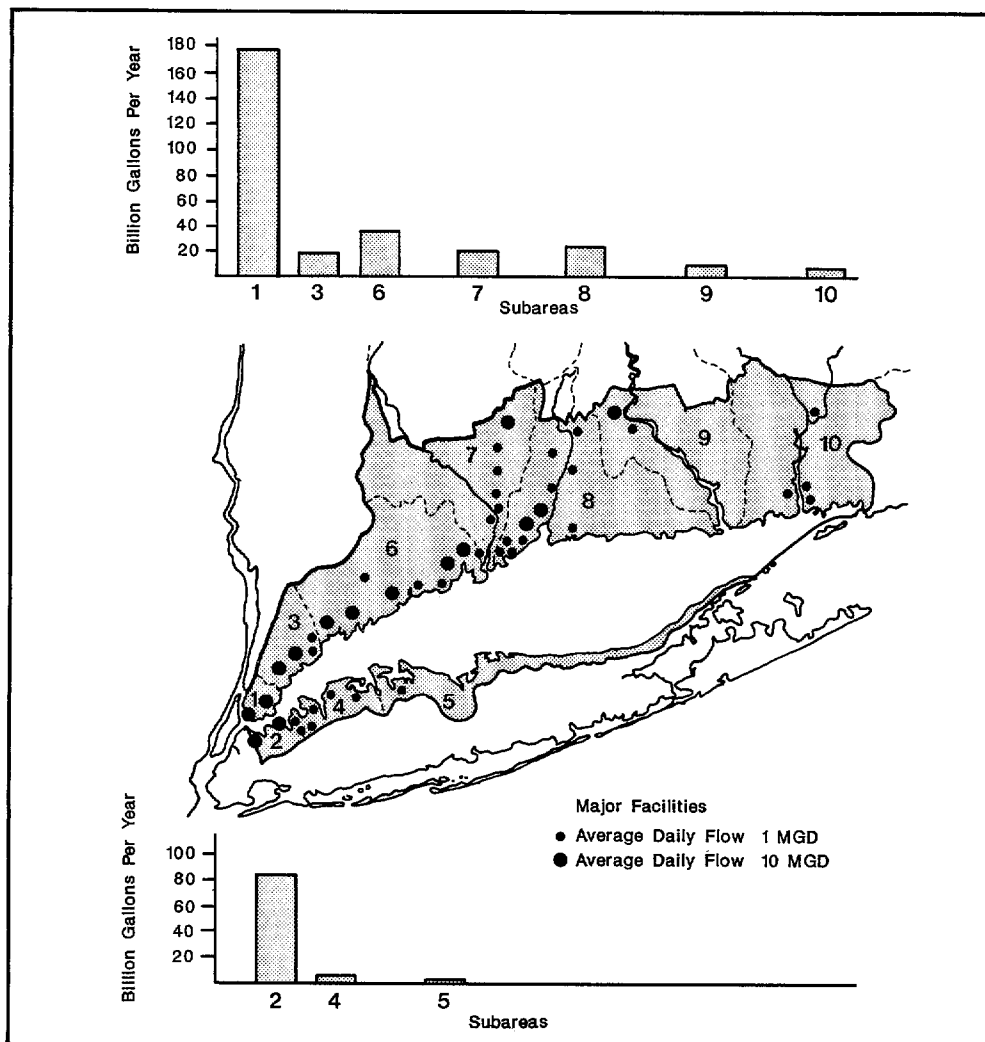 Billion Gallons Per Year
180
160
140
120
100
80
60
40
20
1 3 6 7 8 9 10
Subareas
7
9
10
8
6
3
1
4
5
2
Major Facilities
Average Daily Flow 1 MGD
Average Daily Flow 10 MGD
Billion Gallons Per Year
100
80
60
40
20
2 4 5
Subareas